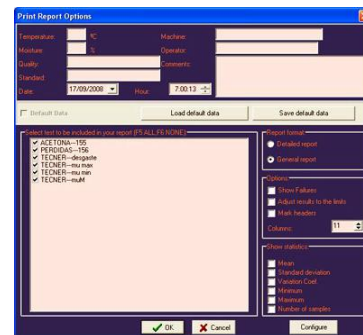 Print Report Options
Temperature: ºC Machine:
Moisture: % Operator:
Quality: Comments:
Standard:
Date: 17/09/2008 Hour: 7:00:13
Default Data Load default data Save default data
Select test to be included in your report (F5 ALL,F6 NONE)
ACETONA--155
PERDIDAS--156
TECNER--desgaste
TECNER--mu max
TECNER--mu min
TECNER--muM
Report format
Detailed report
General report
Options
Show Failures
Adjust results to the limits
Mark headers
Columns: 11
Show statistics
Mean
Standard deviation
Variation Coef.
Minimum
Maximum
Number of samples
OK Cancel Configure